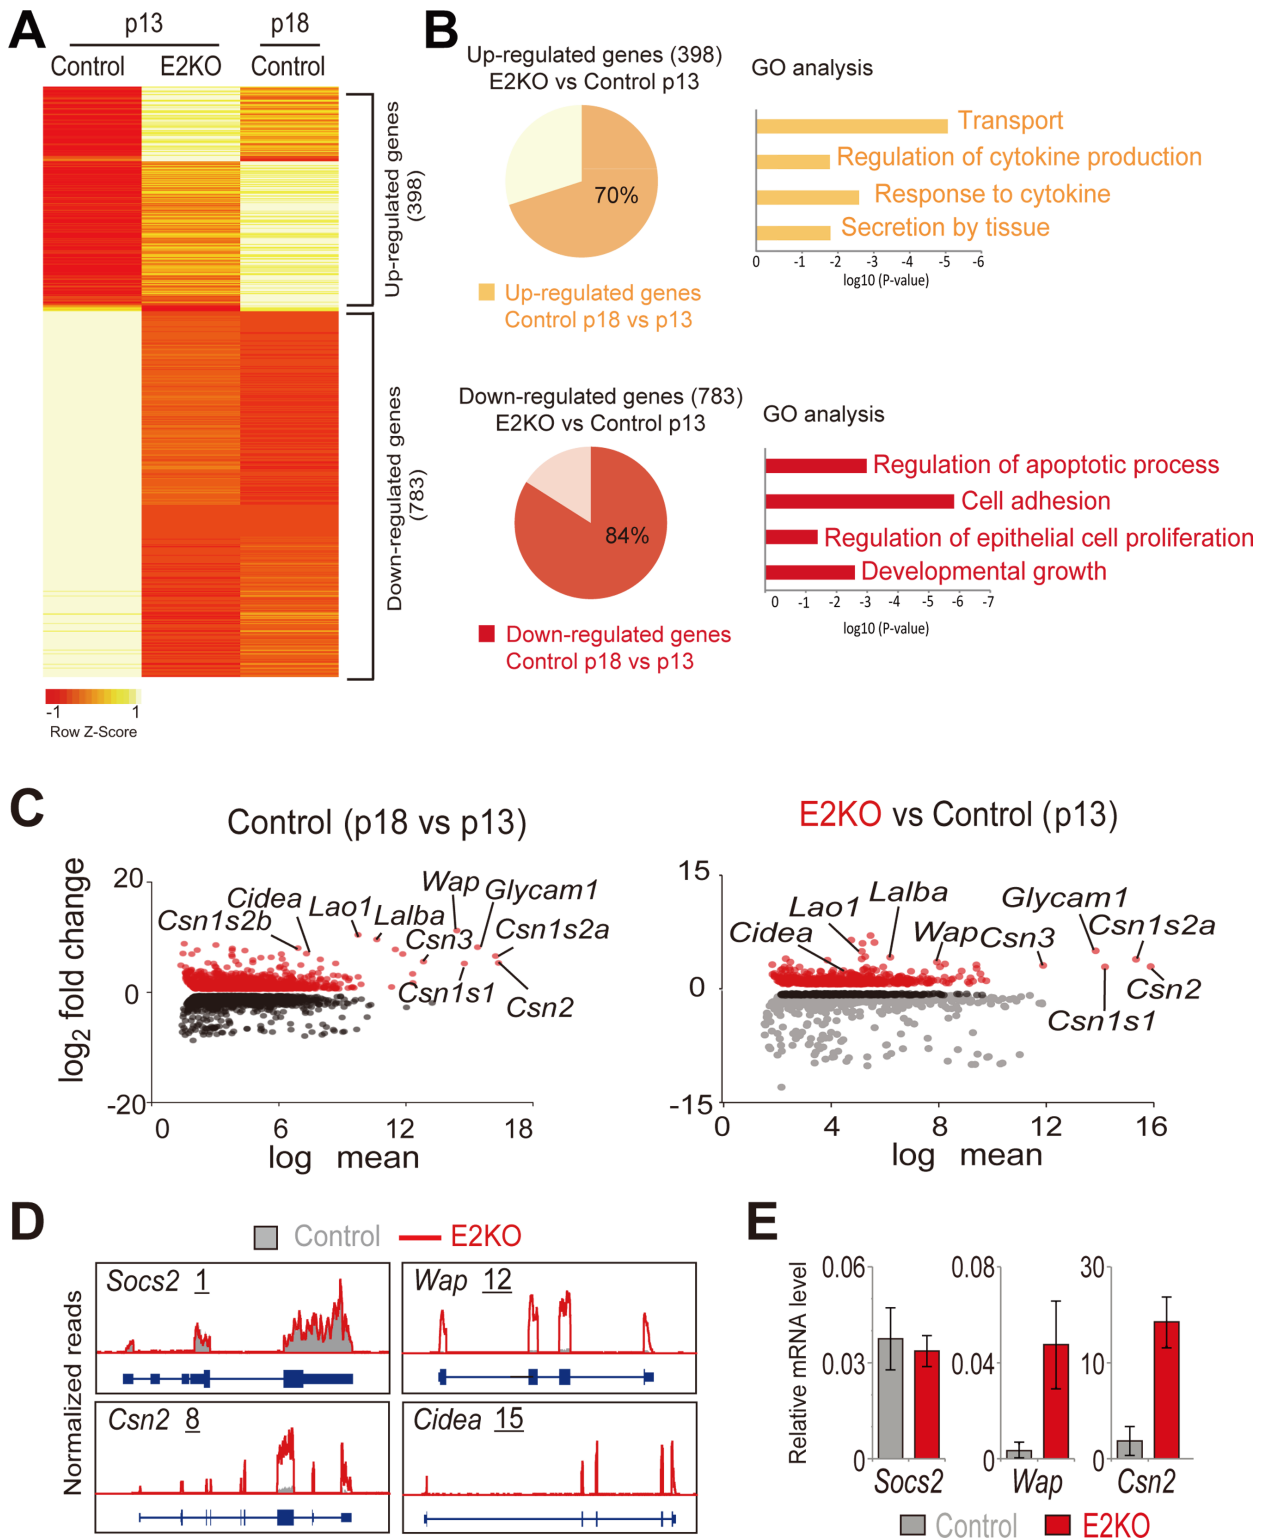 A
p13
p18
Control
E2KO
Control
Up-regulated genes
(398)
Down-regulated genes
(783)
-1
1
Row Z-Score
B
Up-regulated genes (398)
E2KO vs Control p13
70%
Up-regulated genes
Control p18 vs p13
GO analysis
Transport
Regulation of cytokine production
Response to cytokine
Secretion by tissue
0 -1 -2 -3 -4 -5 -6
log10 (P-value)
Down-regulated genes (783)
E2KO vs Control p13
84%
Down-regulated genes
Control p18 vs p13
GO analysis
Regulation of apoptotic process
Cell adhesion
Regulation of epithelial cell proliferation
Developmental growth
0 -1 -2 -3 -4 -5 -6 -7
log10 (P-value)
C
Control (p18 vs p13)
log2 fold change
20
0
-20
Csn1s2b
Cidea
Lao1
Lalba
Wap
Glycam1
Csn3
Csn1s2a
Csn1s1
Csn2
0 6 12 18
log mean
E2KO vs Control (p13)
15
0
-15
Cidea
Lao1
Lalba
Wap
Csn3
Glycam1
Csn1s2a
Csn2
Csn1s1
0 4 8 12 16
log mean
D
Control
E2KO
Normalized reads
Socs2 1
Wap 12
Csn2 8
Cidea 15
E
Relative mRNA level
0.06
0.03
0
Socs2
0.08
0.04
0
Wap
30
10
0
Csn2
Control
E2KO